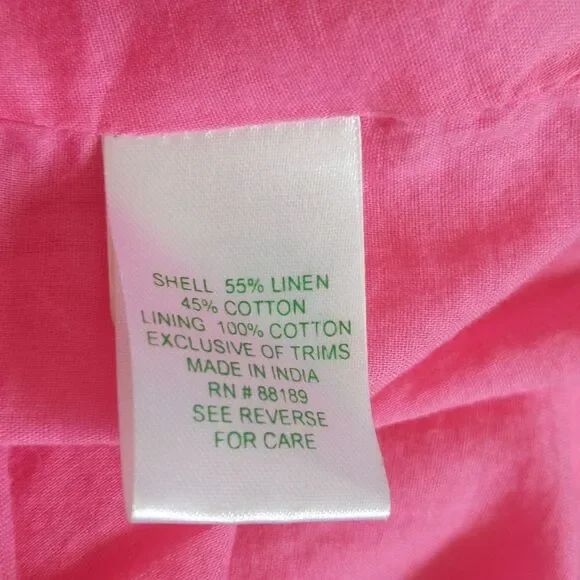 SHELL 55% LINEN
45% COTTON
LINING 100% COTTON
EXCLUSIVE OF TRIMS
MADE IN INDIA
RN # 88189
SEE REVERSE
FOR CARE